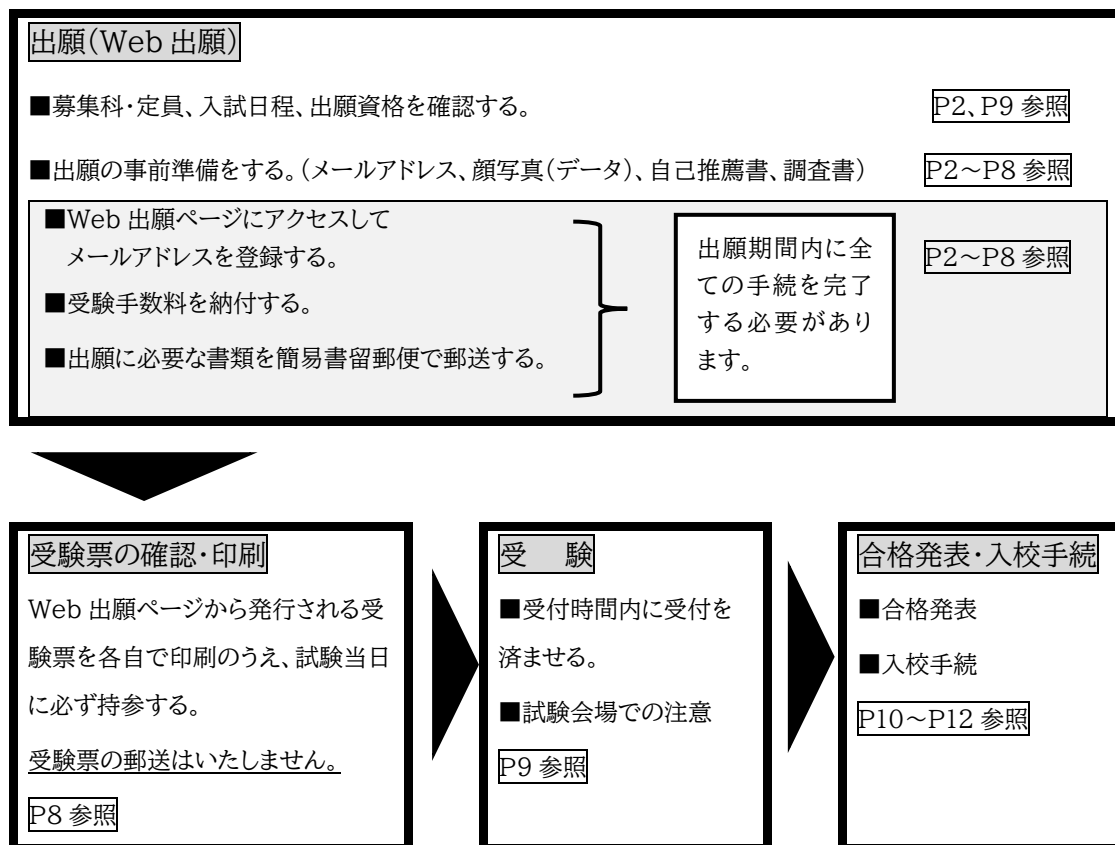 出願(Web 出願)
■募集科・定員、入試日程、出願資格を確認する。 P2、P9 参照
■出願の事前準備をする。(メールアドレス、顔写真(データ)、自己推薦書、調査書) P2～P8 参照
■Web 出願ページにアクセスして
メールアドレスを登録する。
■受験手数料を納付する。
■出願に必要な書類を簡易書留郵便で郵送する。
出願期間内に全
ての手続を完了
する必要があり
ます。
P2～P8 参照
受験票の確認・印刷
Web 出願ページから発行される受
験票を各自で印刷のうえ、試験当日
に必ず持参する。
受験票の郵送はいたしません。
P8 参照
受 験
■受付時間内に受付を
済ませる。
■試験会場での注意
P9 参照
合格発表・入校手続
■合格発表
■入校手続
P10～P12 参照